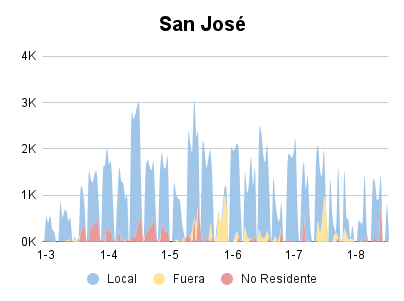 San José
4K
3K
2K
1K
0K
1-3 1-4 1-5 1-6 1-7 1-8
Local Fuera No Residente